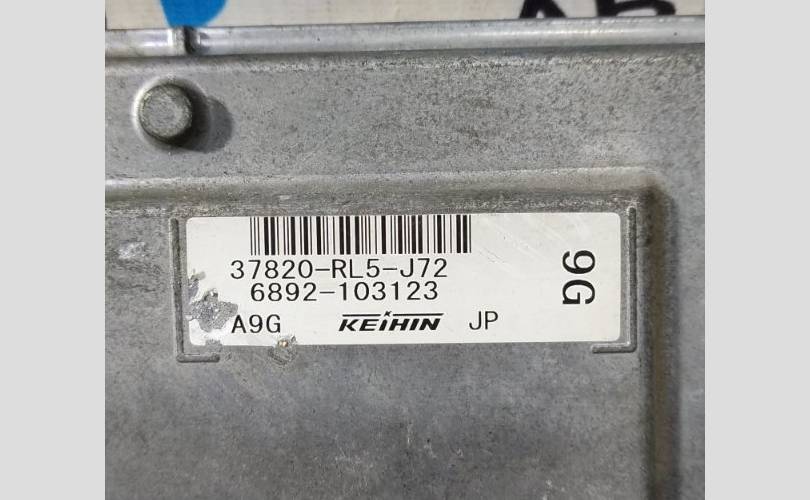 37820-RL5-J72
6892-103123
A9G KEIHIN JP
9G